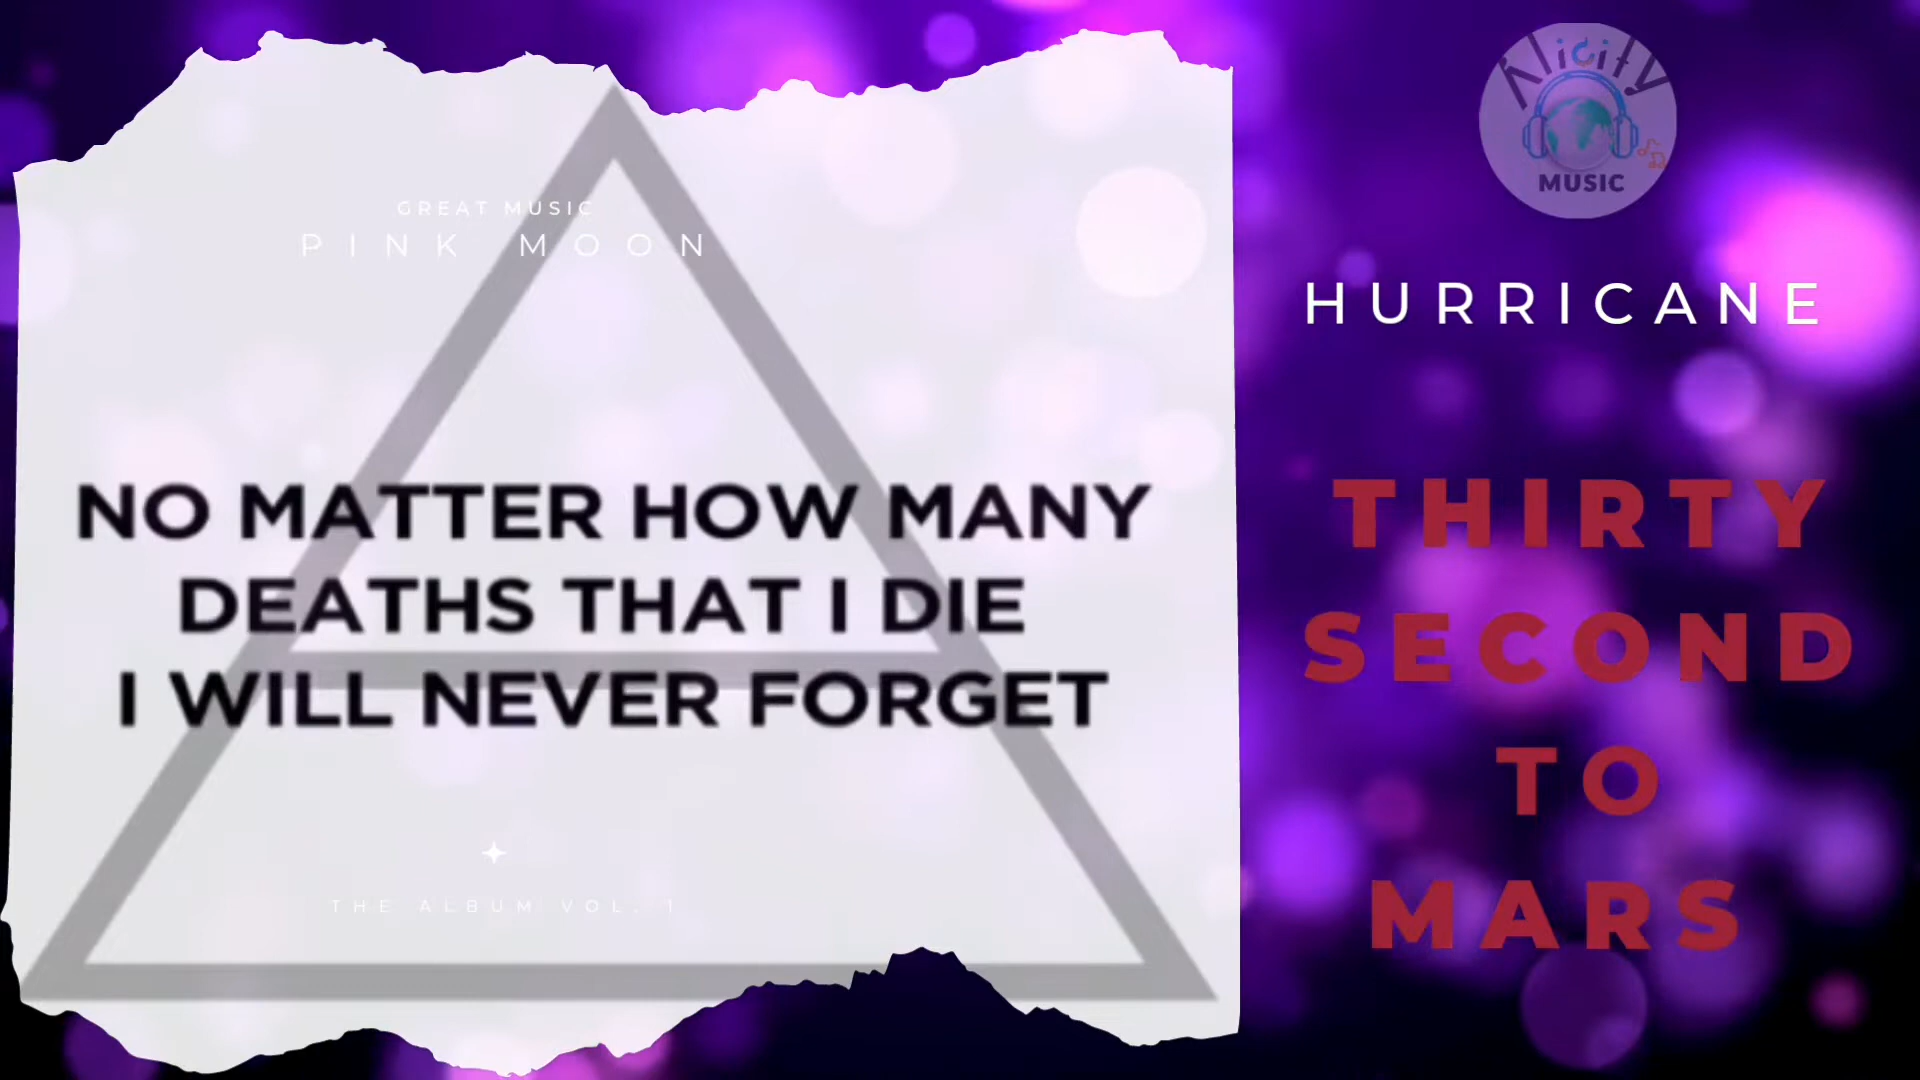 GREAT MUSIC
PINK MOON
NO MATTER HOW MANY
DEATHS THAT I DIE
I WILL NEVER FORGET
THE ALBUM VOL. 1
Alicity
MUSIC
HURRICANE
THIRTY
SECOND
TO
MARS